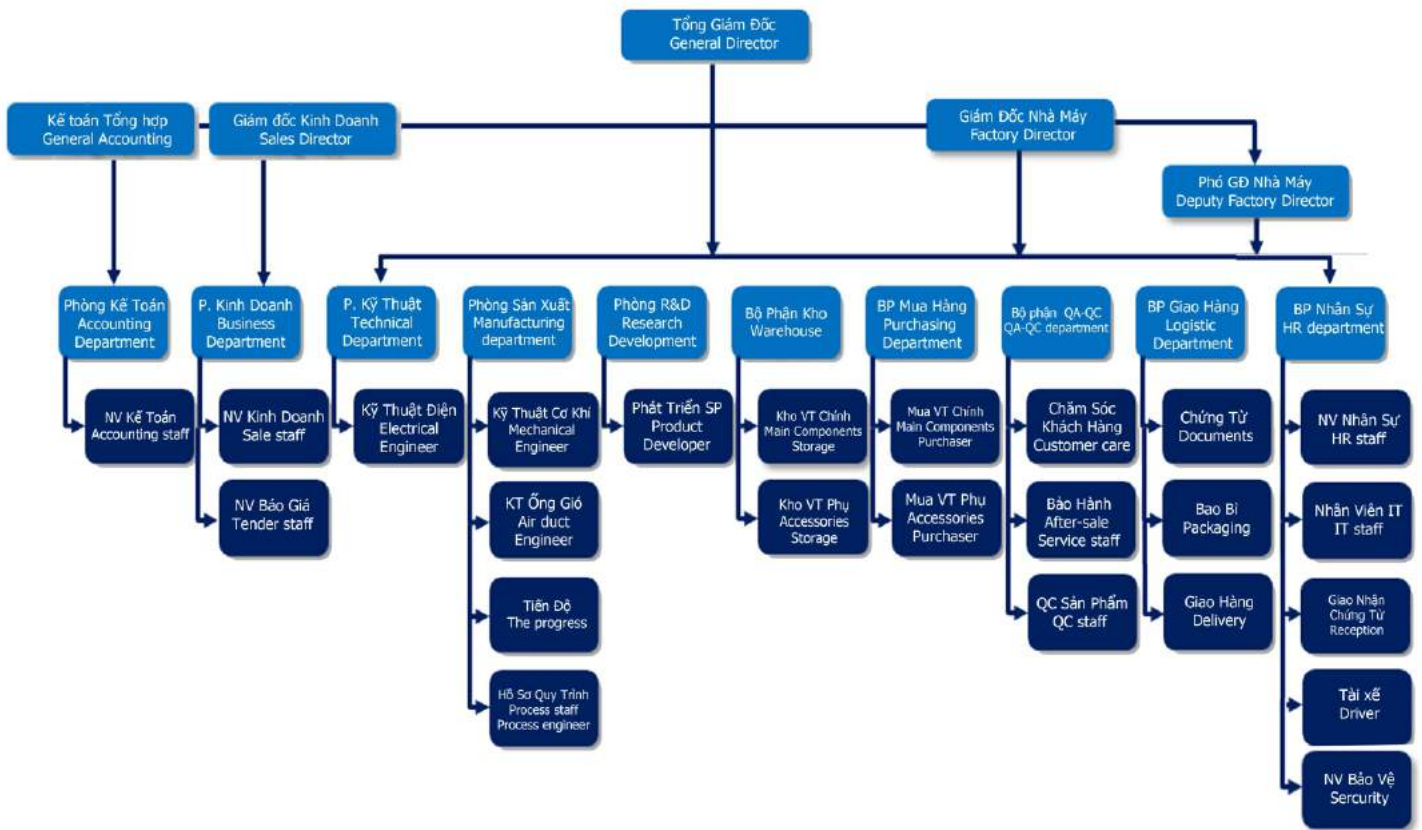 Tổng Giám Đốc
General Director
Kế toán Tổng hợp
General Accounting
Giám đốc Kinh Doanh
Sales Director
Giám Đốc Nhà Máy
Factory Director
Phó GĐ Nhà Máy
Deputy Factory Director
Phòng Kế Toán
Accounting
Department
P. Kinh Doanh
Business
Department
P. Kỹ Thuật
Technical
Department
Phòng Sản Xuất
Manufacturing
department
Phòng R&D
Research
Development
Bộ Phận Kho
Warehouse
BP Mua Hàng
Purchasing
Department
Bộ phận QA-QC
QA-QC department
BP Giao Hàng
Logistic
Department
BP Nhân Sự
HR department
NV Kế Toán
Accounting staff
NV Kinh Doanh
Sale staff
Kỹ Thuật Điện
Electrical
Engineer
Kỹ Thuật Cơ Khí
Mechanical
Engineer
Phát Triển SP
Product
Developer
Kho VT Chính
Main Components
Storage
Mua VT Chính
Main Components
Purchaser
Chăm Sóc
Khách Hàng
Customer care
Chứng Từ
Documents
NV Nhân Sự
HR staff
NV Báo Giá
Tender staff
KT Ống Gió
Air duct
Engineer
Kho VT Phụ
Accessories
Storage
Mua VT Phụ
Accessories
Purchaser
Bảo Hành
After-sale
Service staff
Bao Bì
Packaging
Nhân Viên IT
IT staff
Tiến Độ
The progress
QC Sản Phẩm
QC staff
Giao Hàng
Delivery
Giao Nhận
Chứng Từ
Reception
Hồ Sơ Quy Trình
Process staff
Process engineer
Tài xế
Driver
NV Bảo Vệ
Sercurity